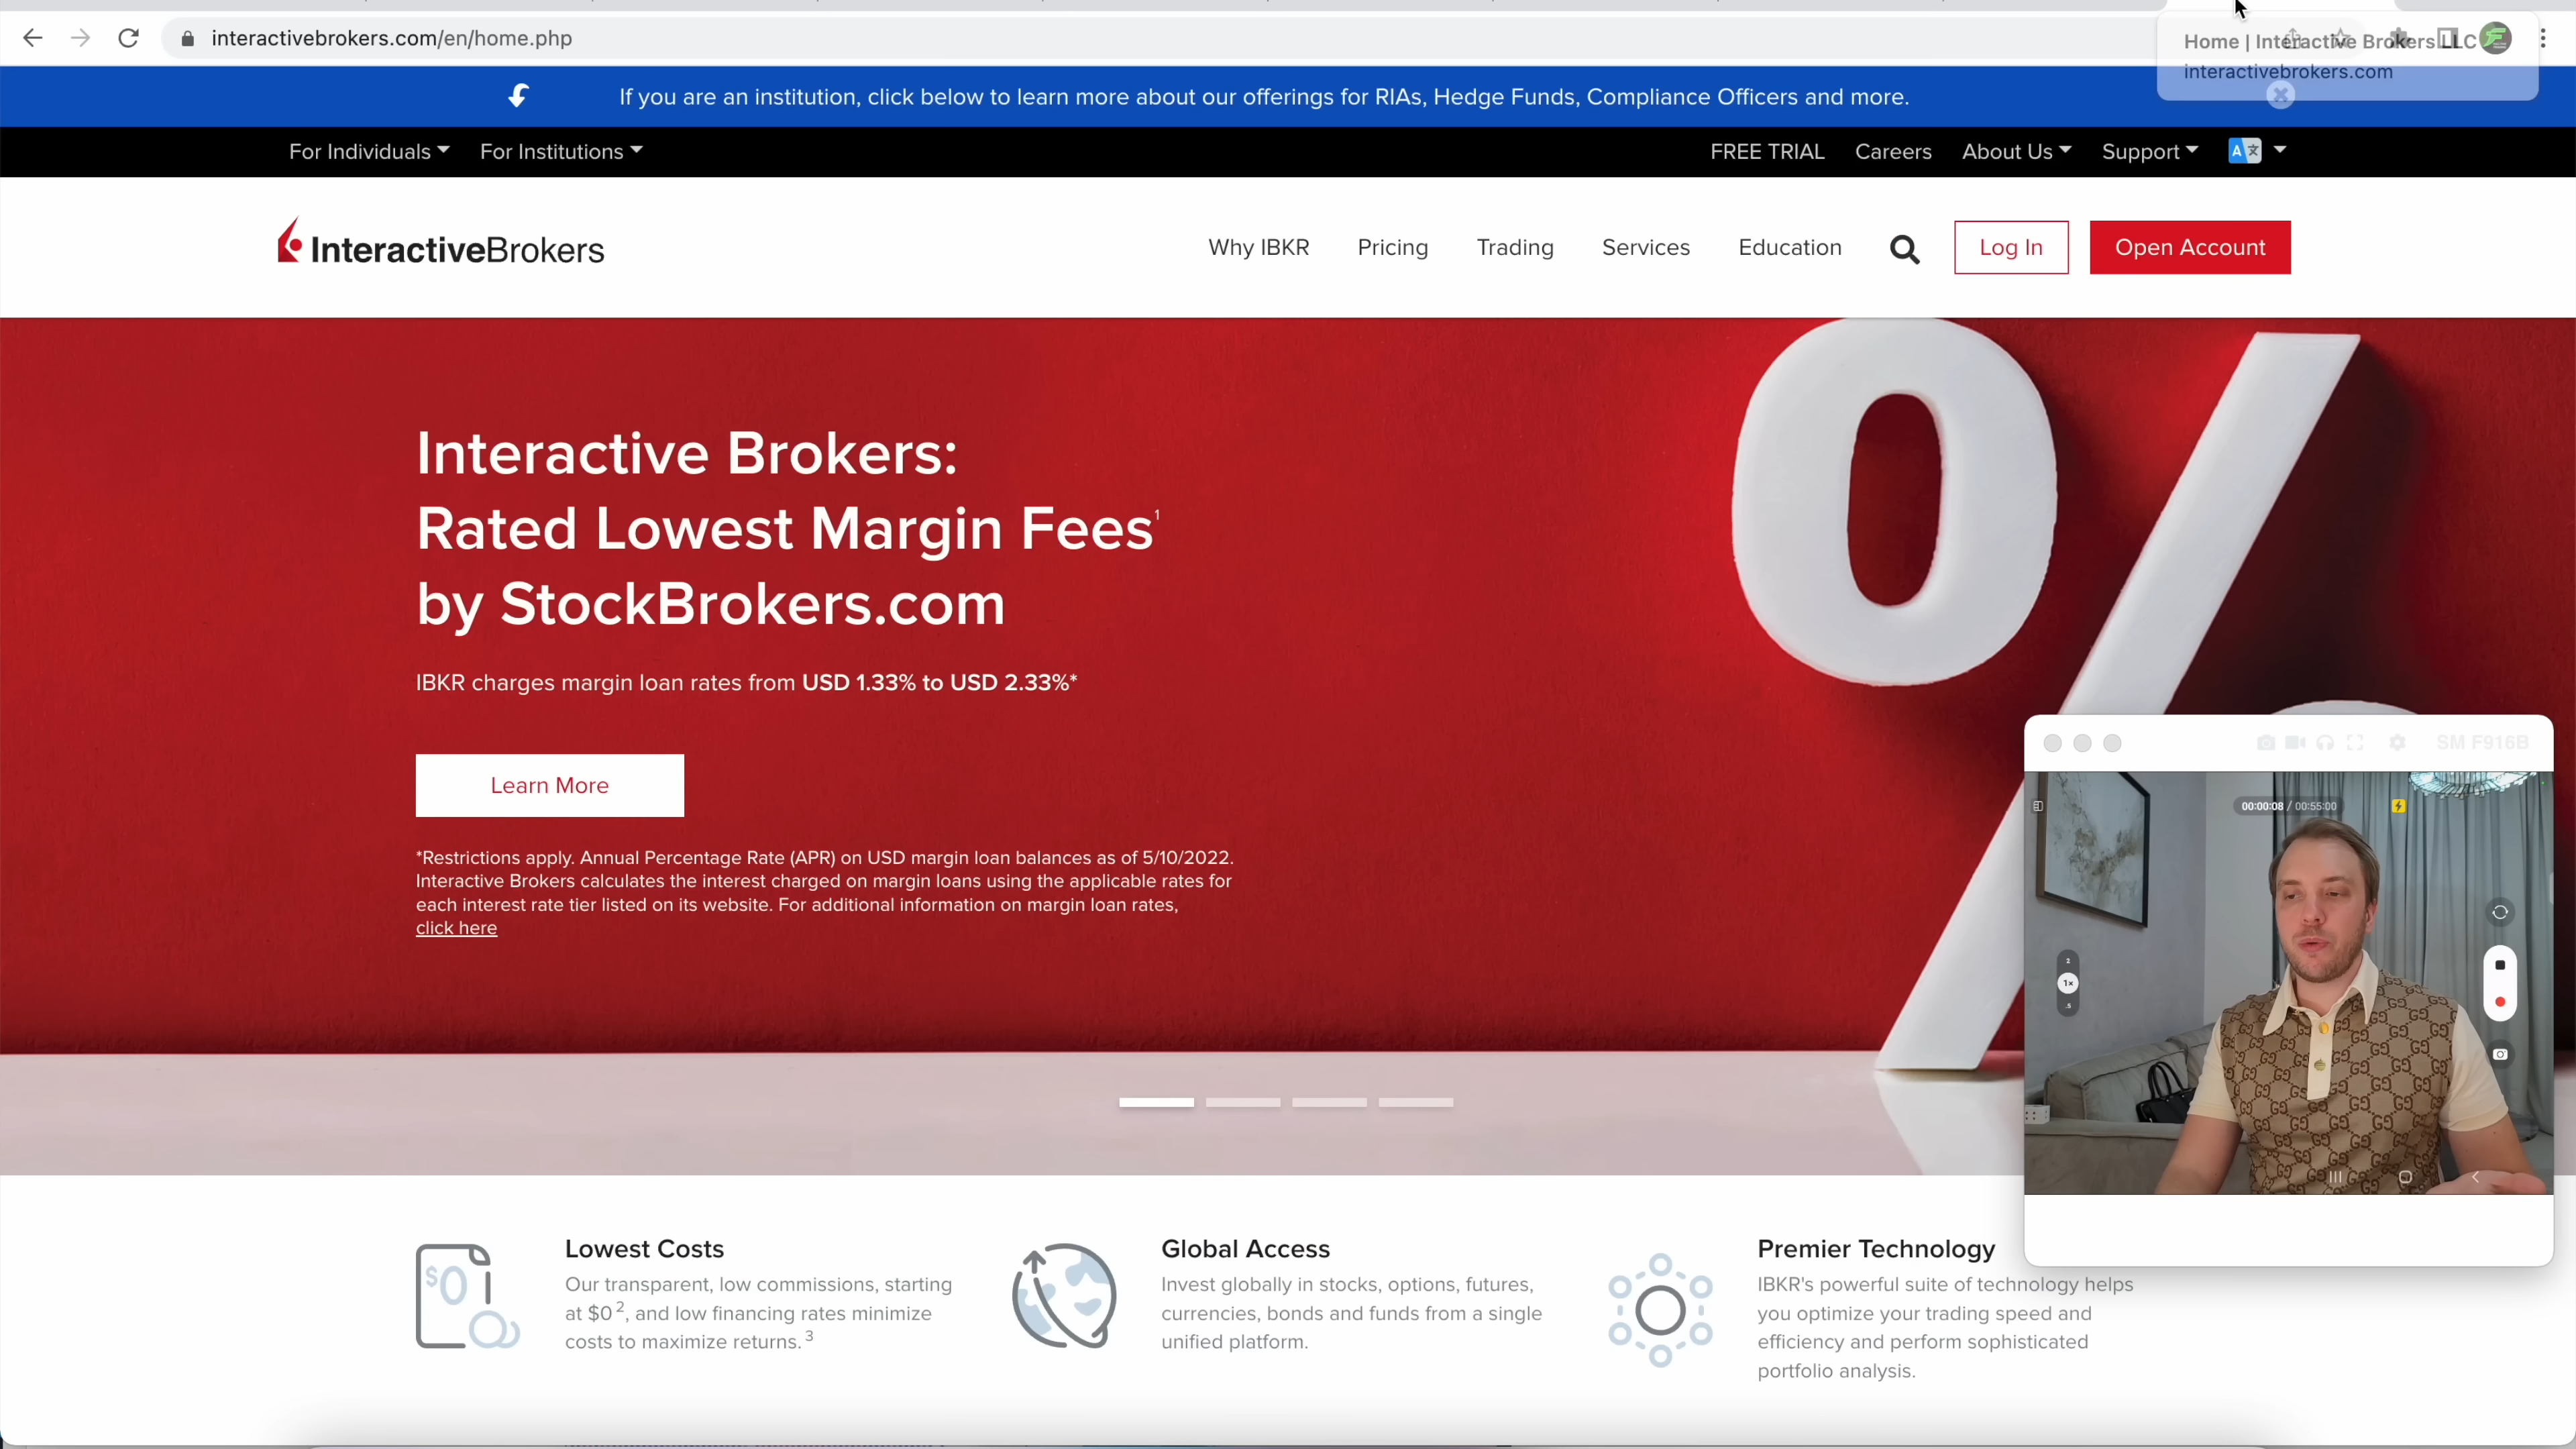 interactivebrokers.com/en/home.php
Home | Interactive Brokers LLC
interactivebrokers.com
If you are an institution, click below to learn more about our offerings for RIAs, Hedge Funds, Compliance Officers and more.
For Individuals For Institutions FREE TRIAL Careers About Us Support
InteractiveBrokers
Why IBKR Pricing Trading Services Education Log In Open Account
Interactive Brokers:
Rated Lowest Margin Fees¹
by StockBrokers.com
IBKR charges margin loan rates from USD 1.33% to USD 2.33%*
Learn More
*Restrictions apply. Annual Percentage Rate (APR) on USD margin loan balances as of 5/10/2022.
Interactive Brokers calculates the interest charged on margin loans using the applicable rates for
each interest rate tier listed on its website. For additional information on margin loan rates,
click here
%
SM F916B
00:00:08 / 00:55:00
2
1×
.5
Lowest Costs
Our transparent, low commissions, starting
at $0 ², and low financing rates minimize
costs to maximize returns. ³
$0
Global Access
Invest globally in stocks, options, futures,
currencies, bonds and funds from a single
unified platform.
Premier Technology
IBKR's powerful suite of technology helps
you optimize your trading speed and
efficiency and perform sophisticated
portfolio analysis.